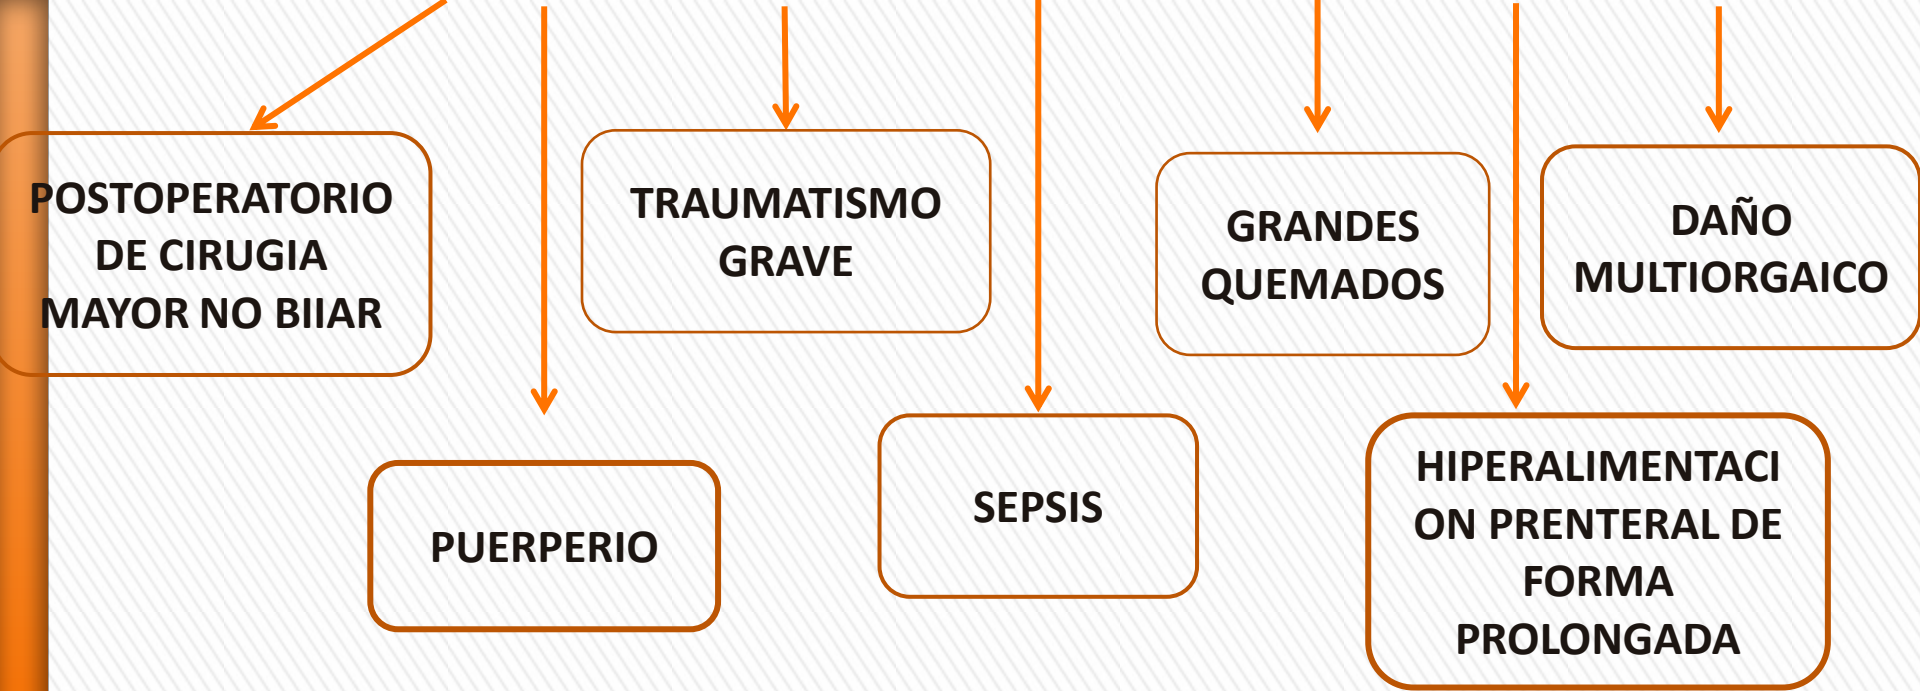 POSTOPERATORIO
DE CIRUGIA
MAYOR NO BIIAR
TRAUMATISMO
GRAVE
GRANDES
QUEMADOS
DAÑO
MULTIORGAICO
PUERPERIO
SEPSIS
HIPERALIMENTACI
ON PRENTERAL DE
FORMA
PROLONGADA